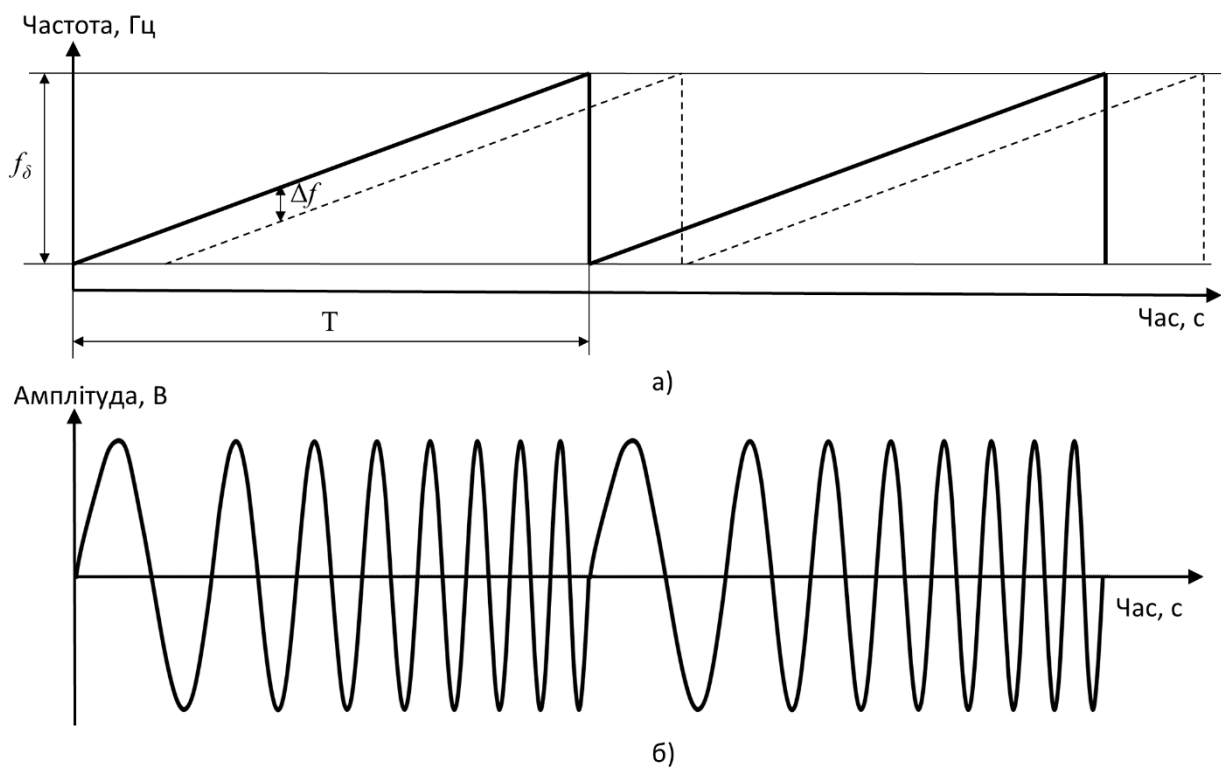 Частота, Гц
f_δ
Δf
T
Час, с
а)
Амплітуда, В
Час, с
б)